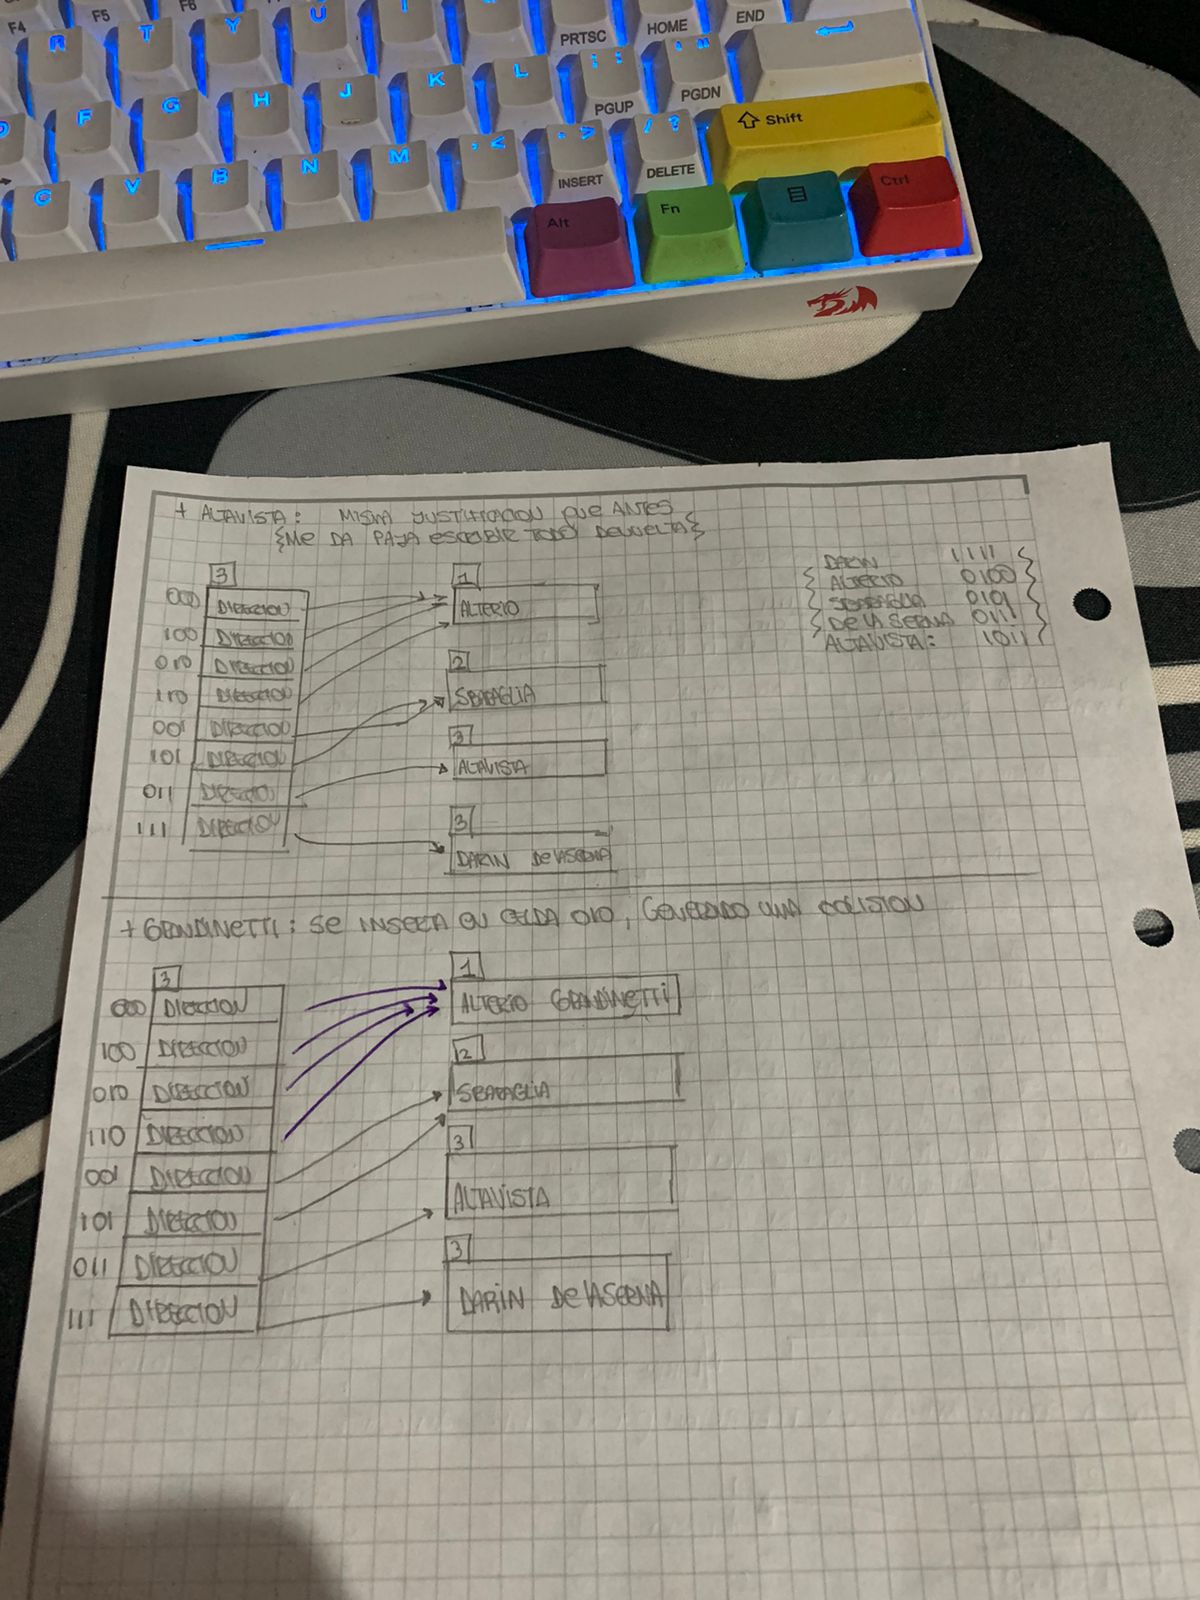 F4 F5 F6
PRTSC HOME END
R T Y U I
PGUP PGDN
F G H J K L : ; " '
Shift
C V B N M , < . > / ?
INSERT DELETE
Alt Fn Ctrl
+ ALTAVISTA: MISMA JUSTIFICACION QUE ANTES
{ME DA PAJA ESCRIBIR TODO DEVUELTA}
DARIN 1111
ALTERIO 0100
SBARAGLIA 0101
DE LA SERNA 0111
ALTAVISTA: 1011
3
000 DIRECCION
100 DIRECCION
010 DIRECCION
110 DIRECCION
001 DIRECCION
101 DIRECCION
011 DIRECCION
111 DIRECCION
1
ALTERIO
2
SBARAGLIA
3
ALTAVISTA
3
DARIN De LASERNA
+ GRANDINETTI: SE INSERTA EN CELDA 010, GENERANDO UNA COLISION
3
000 DIRECCION
100 DIRECCION
010 DIRECCION
110 DIRECCION
001 DIRECCION
101 DIRECCION
011 DIRECCION
111 DIRECCION
1
ALTERIO GRANDINETTI
2
SBARAGLIA
3
ALTAVISTA
3
DARIN De LASERNA